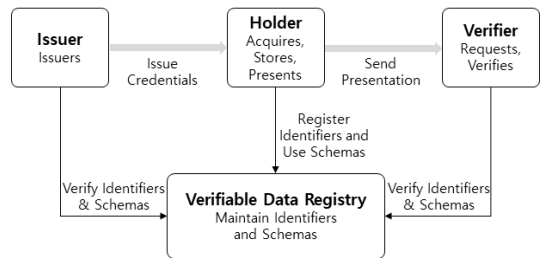 Issuer
Issuers
Issue
Credentials
Holder
Acquires,
Stores,
Presents
Send
Presentation
Verifier
Requests,
Verifies
Register
Identifiers and
Use Schemas
Verify Identifiers
& Schemas
Verifiable Data Registry
Maintain Identifiers
and Schemas
Verify Identifiers
& Schemas